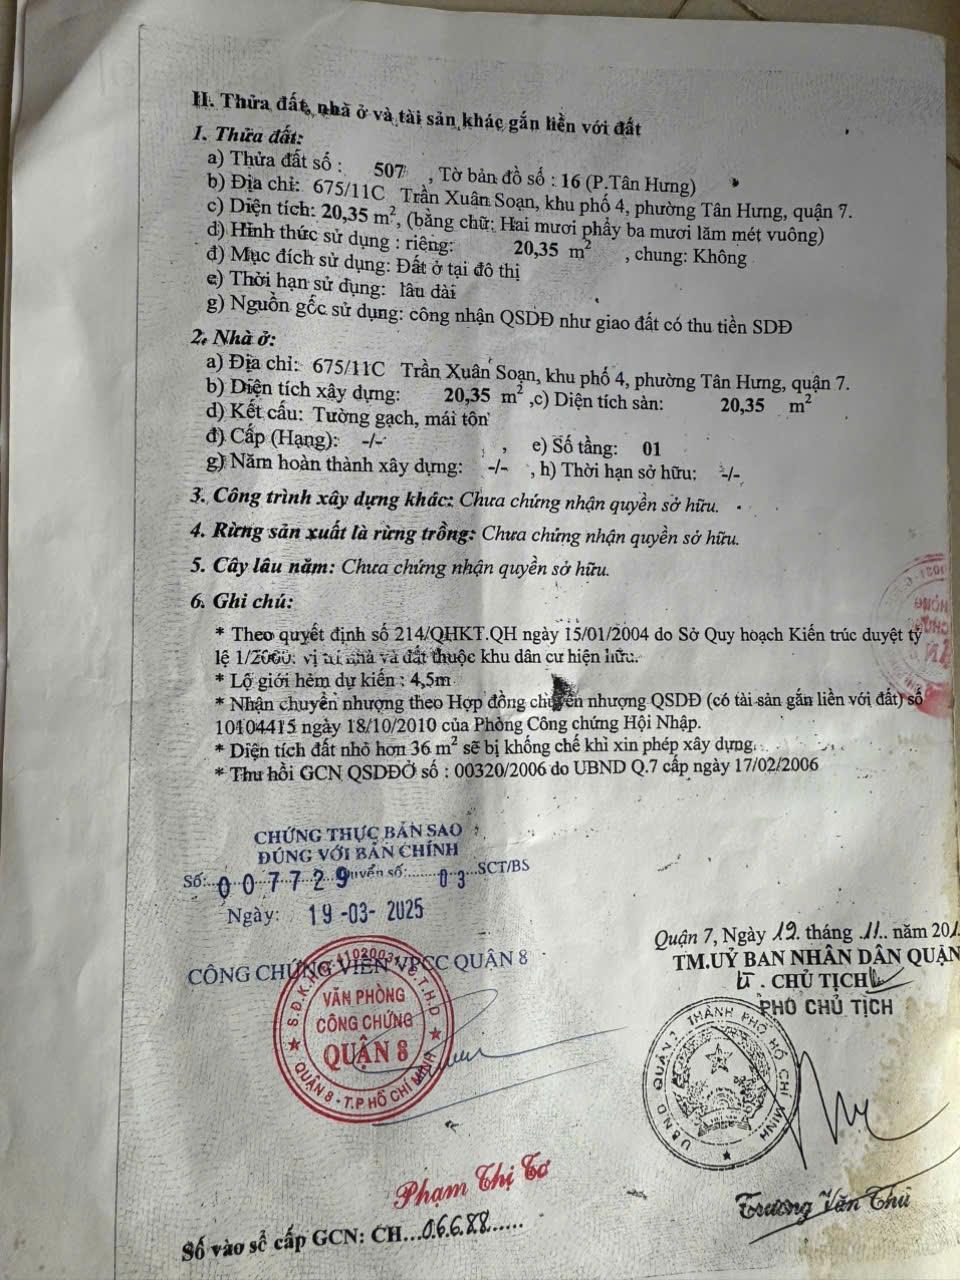 II. Thửa đất, nhà ở và tài sản khác gắn liền với đất
1. Thửa đất:
a) Thửa đất số : 507 , Tờ bản đồ số : 16 (P.Tân Hưng)
b) Địa chỉ: 675/11C Trần Xuân Soạn, khu phố 4, phường Tân Hưng, quận 7.
c) Diện tích: 20,35 m², (bằng chữ: Hai mươi phẩy ba mươi lăm mét vuông)
d) Hình thức sử dụng : riêng: 20,35 m² , chung: Không
đ) Mục đích sử dụng: Đất ở tại đô thị
e) Thời hạn sử dụng: lâu dài
g) Nguồn gốc sử dụng: công nhận QSDĐ như giao đất có thu tiền SDĐ
2. Nhà ở:
a) Địa chỉ: 675/11C Trần Xuân Soạn, khu phố 4, phường Tân Hưng, quận 7.
b) Diện tích xây dựng: 20,35 m² ,c) Diện tích sàn: 20,35 m²
d) Kết cấu: Tường gạch, mái tôn
đ) Cấp (Hạng): -/- , e) Số tầng: 01
g) Năm hoàn thành xây dựng: -/- , h) Thời hạn sở hữu: -/-
3. Công trình xây dựng khác: Chưa chứng nhận quyền sở hữu.
4. Rừng sản xuất là rừng trồng: Chưa chứng nhận quyền sở hữu.
5. Cây lâu năm: Chưa chứng nhận quyền sở hữu.
6. Ghi chú:
* Theo quyết định số 214/QHKT.QH ngày 15/01/2004 do Sở Quy hoạch Kiến trúc duyệt tỷ
lệ 1/2000: vị trí nhà và đất thuộc khu dân cư hiện hữu.
* Lộ giới hẻm dự kiến : 4,5m
* Nhận chuyển nhượng theo Hợp đồng chuyển nhượng QSDĐ (có tài sản gắn liền với đất) số
10104415 ngày 18/10/2010 của Phòng Công chứng Hội Nhập.
* Diện tích đất nhỏ hơn 36 m² sẽ bị khống chế khi xin phép xây dựng.
* Thu hồi GCN QSDĐỞ số : 00320/2006 do UBND Q.7 cấp ngày 17/02/2006
CHỨNG THỰC BẢN SAO
ĐÚNG VỚI BẢN CHÍNH
Số: 007729 quyển số: 03 SCT/BS
Ngày: 19-03-2025
CÔNG CHỨNG VIÊN VPCC QUẬN 8
VĂN PHÒNG
CÔNG CHỨNG
QUẬN 8
QUẬN 8 - T.P HỒ CHÍ MINH
Phạm Thị Tơ
Quận 7, Ngày 19 tháng 11 năm 201
TM.UỶ BAN NHÂN DÂN QUẬN
CHỦ TỊCH
PHÓ CHỦ TỊCH
U.B.N.D QUẬN 7 THÀNH PHỐ HỒ CHÍ MINH
Trương Văn Thủ
Số vào sổ cấp GCN: CH...06688.....